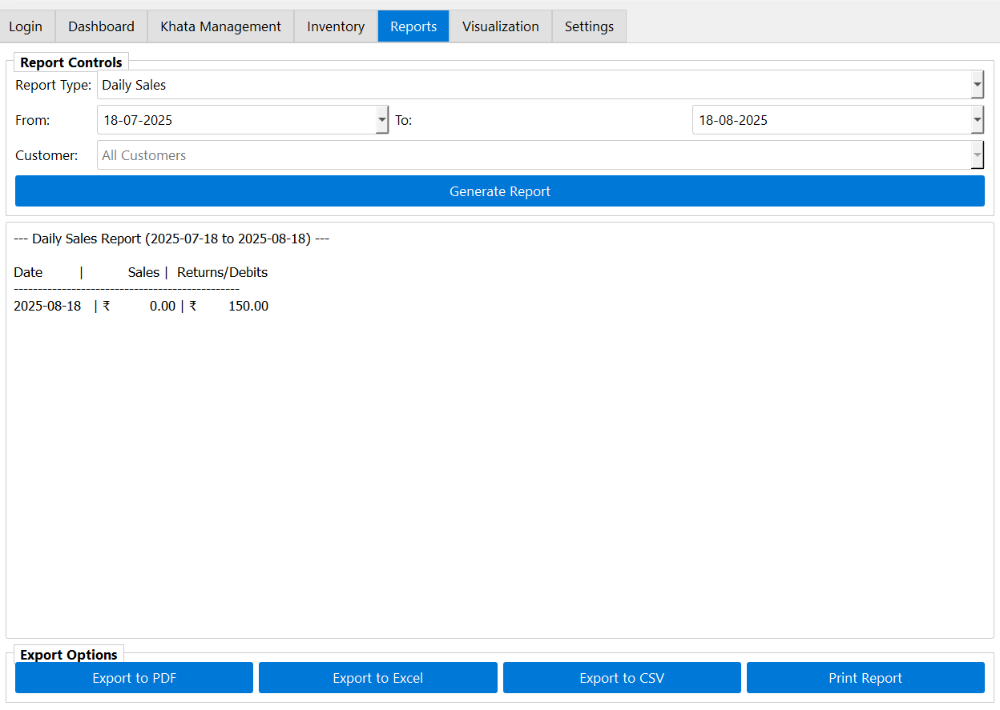 Login Dashboard Khata Management Inventory Reports Visualization Settings
Report Controls
Report Type: Daily Sales
From: 18-07-2025 To: 18-08-2025
Customer: All Customers
Generate Report
--- Daily Sales Report (2025-07-18 to 2025-08-18) ---
Date | Sales | Returns/Debits
-----------------------------------------------
2025-08-18 | ₹ 0.00 | ₹ 150.00
Export Options
Export to PDF Export to Excel Export to CSV Print Report